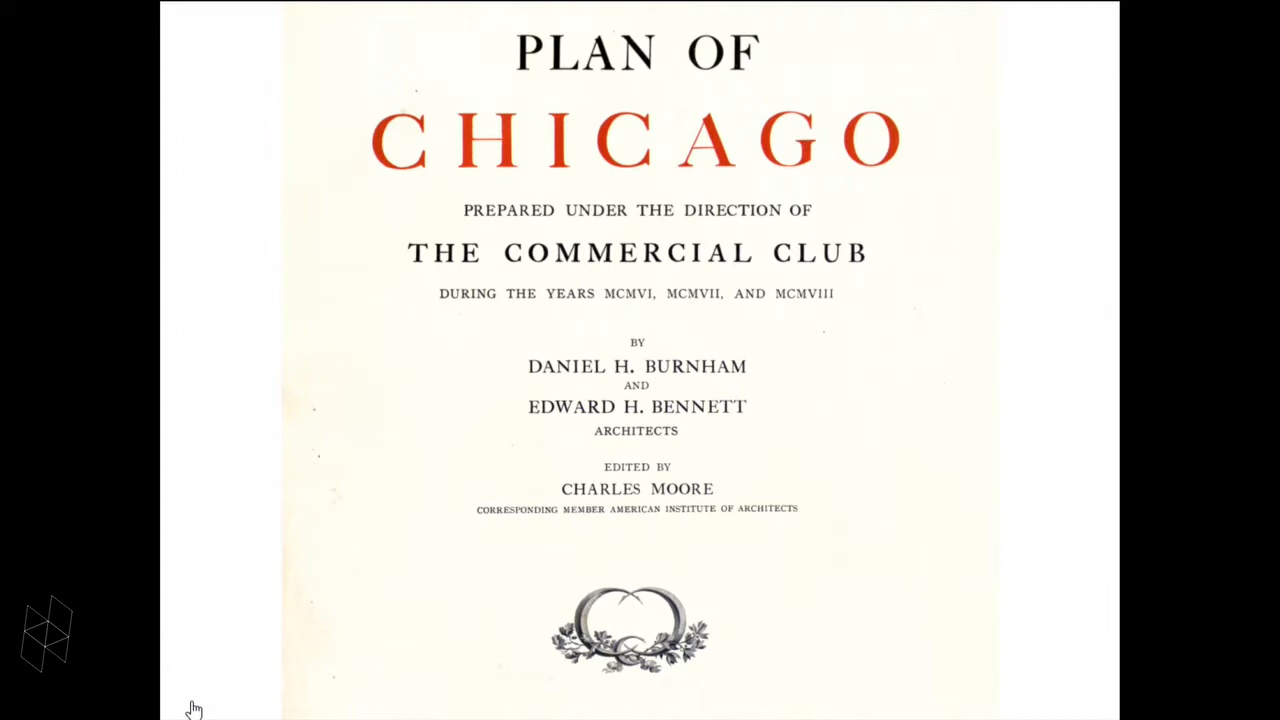 PLAN OF
CHICAGO
PREPARED UNDER THE DIRECTION OF
THE COMMERCIAL CLUB
DURING THE YEARS MCMVI, MCMVII, AND MCMVIII
BY
DANIEL H. BURNHAM
AND
EDWARD H. BENNETT
ARCHITECTS
EDITED BY
CHARLES MOORE
CORRESPONDING MEMBER AMERICAN INSTITUTE OF ARCHITECTS